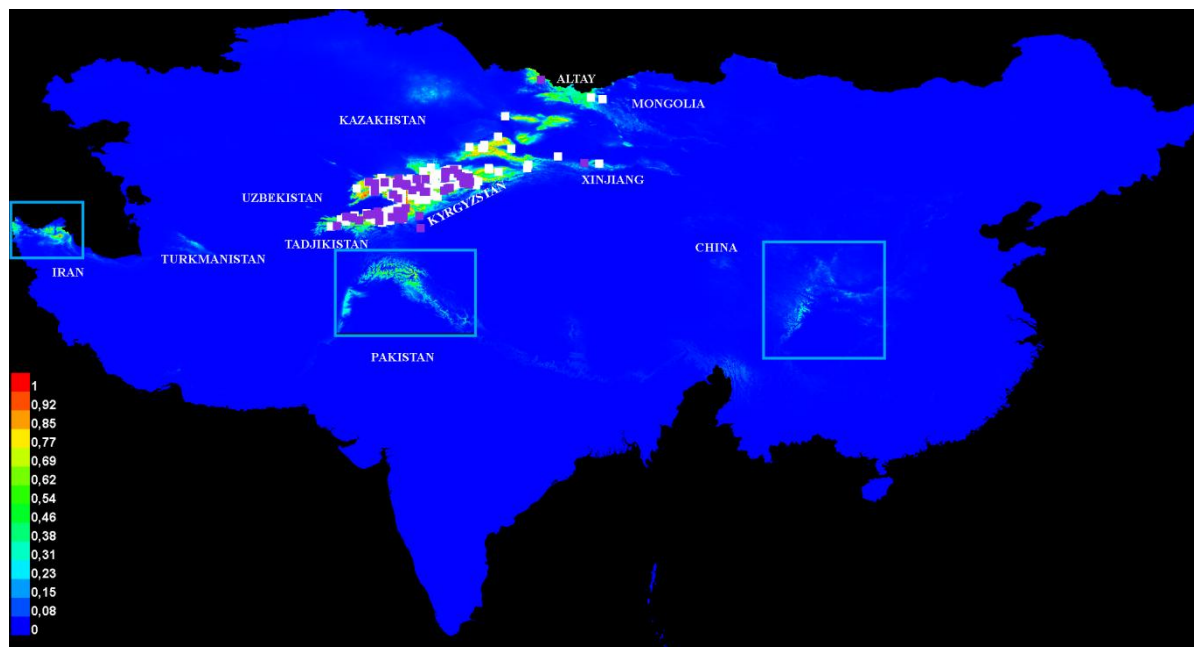 ALTAY
MONGOLIA
KAZAKHSTAN
XINJIANG
UZBEKISTAN
KYRGYZSTAN
TADJIKISTAN
CHINA
TURKMANISTAN
IRAN
PAKISTAN
1
0,92
0,85
0,77
0,69
0,62
0,54
0,46
0,38
0,31
0,23
0,15
0,08
0